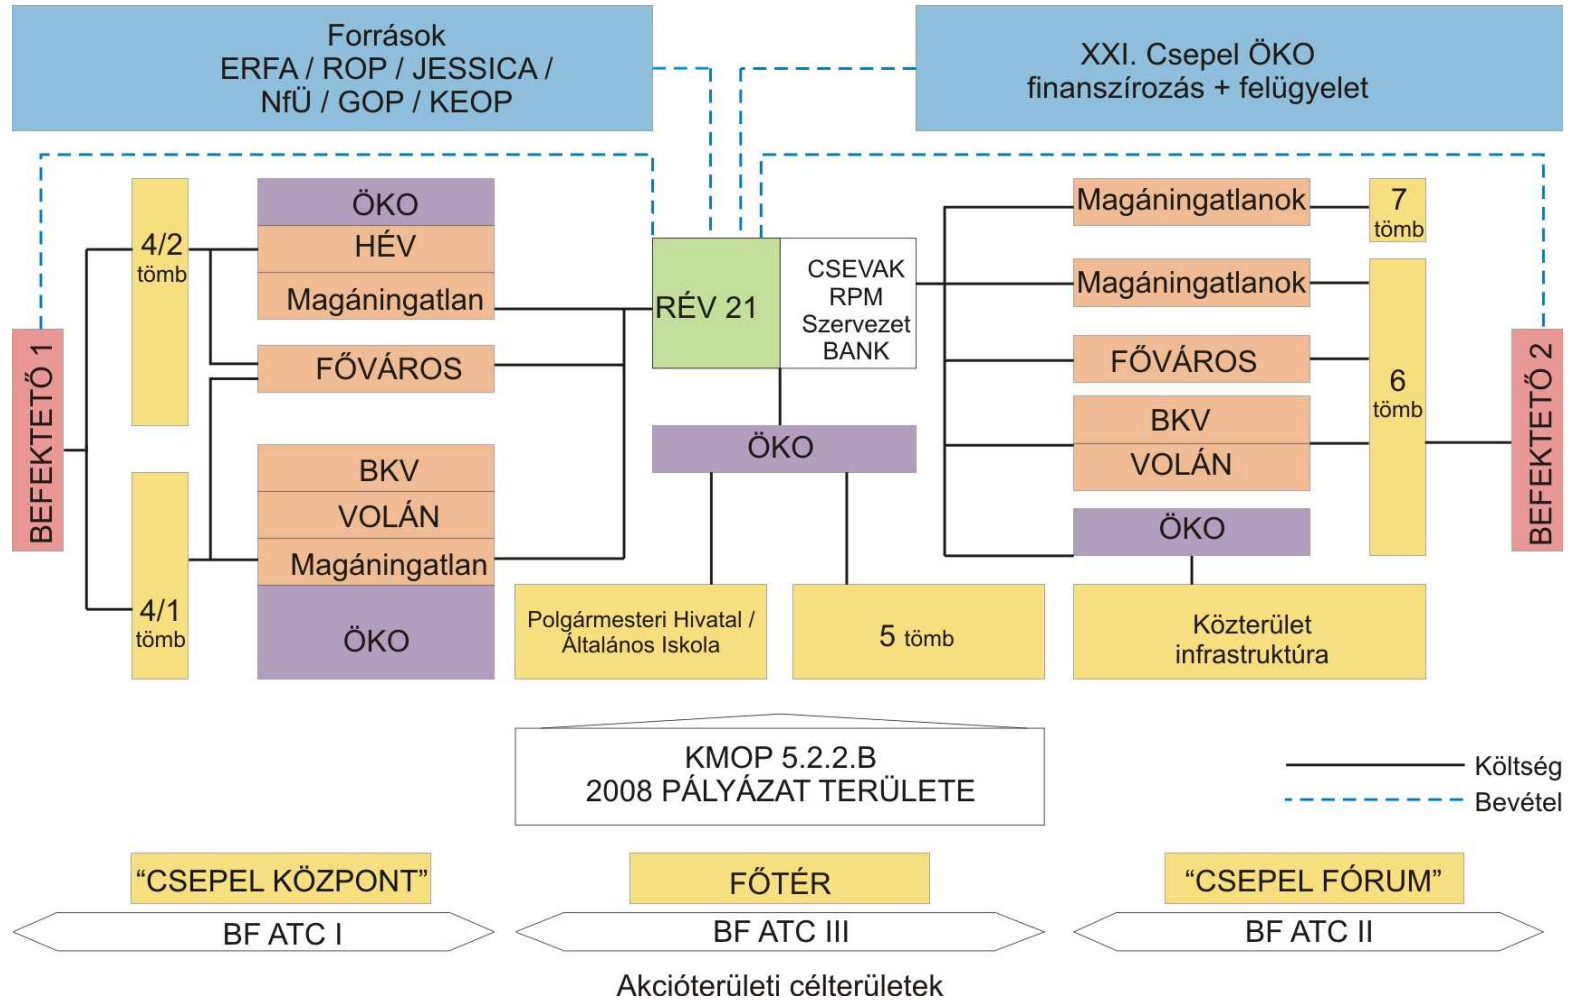 Források
ERFA / ROP / JESSICA /
NfÜ / GOP / KEOP
XXI. Csepel ÖKO
finanszírozás + felügyelet
BEFEKTETŐ 1
4/2
tömb
4/1
tömb
ÖKO
HÉV
Magáningatlan
FŐVÁROS
BKV
VOLÁN
Magáningatlan
ÖKO
RÉV 21
CSEVAK
RPM
Szervezet
BANK
ÖKO
Polgármesteri Hivatal /
Általános Iskola
5 tömb
Magáningatlanok
Magáningatlanok
FŐVÁROS
BKV
VOLÁN
ÖKO
Közterület
infrastruktúra
7
tömb
6
tömb
BEFEKTETŐ 2
KMOP 5.2.2.B
2008 PÁLYÁZAT TERÜLETE
Költség
Bevétel
“CSEPEL KÖZPONT”
FŐTÉR
“CSEPEL FÓRUM”
BF ATC I
BF ATC III
BF ATC II
Akcióterületi célterületek